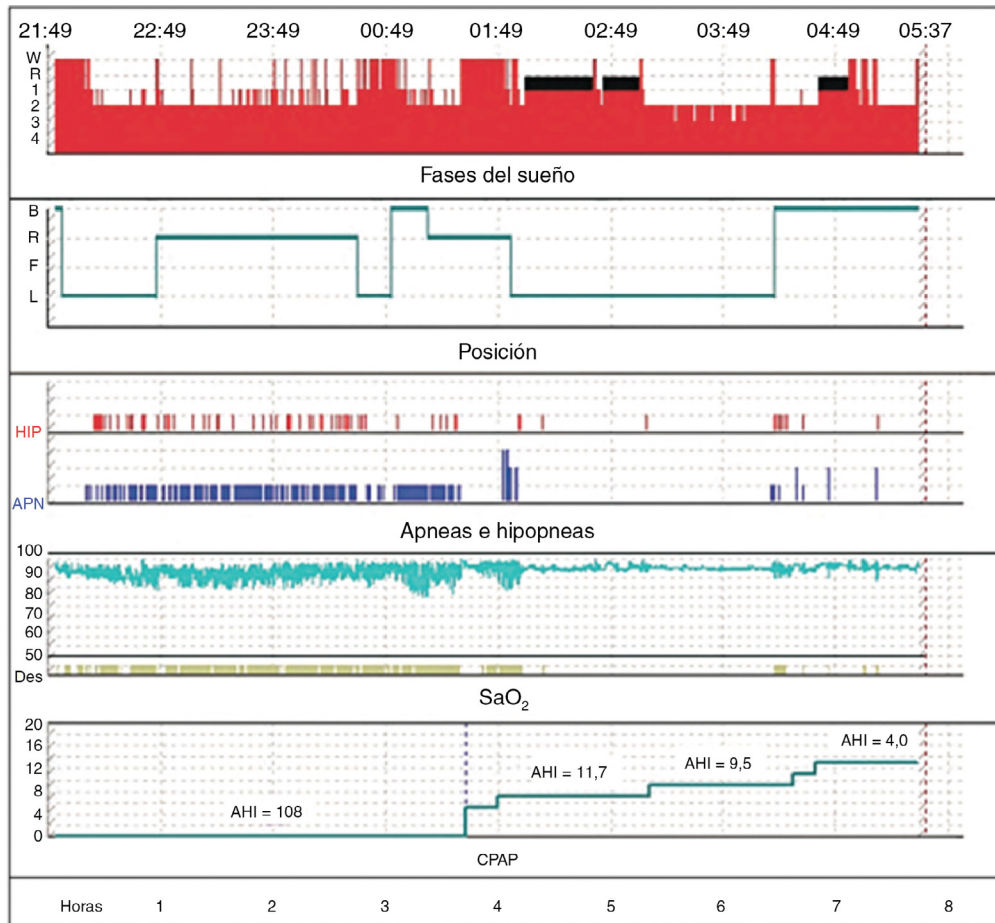 21:49 22:49 23:49 00:49 01:49 02:49 03:49 04:49 05:37
W
R
1
2
3
4
Fases del sueño
B
R
F
L
Posición
HIP
APN
Apneas e hipopneas
100
90
80
70
60
50
Des
SaO₂
20
16
12
8
4
0
AHI = 108
AHI = 11,7
AHI = 9,5
AHI = 4,0
CPAP
Horas 1 2 3 4 5 6 7 8